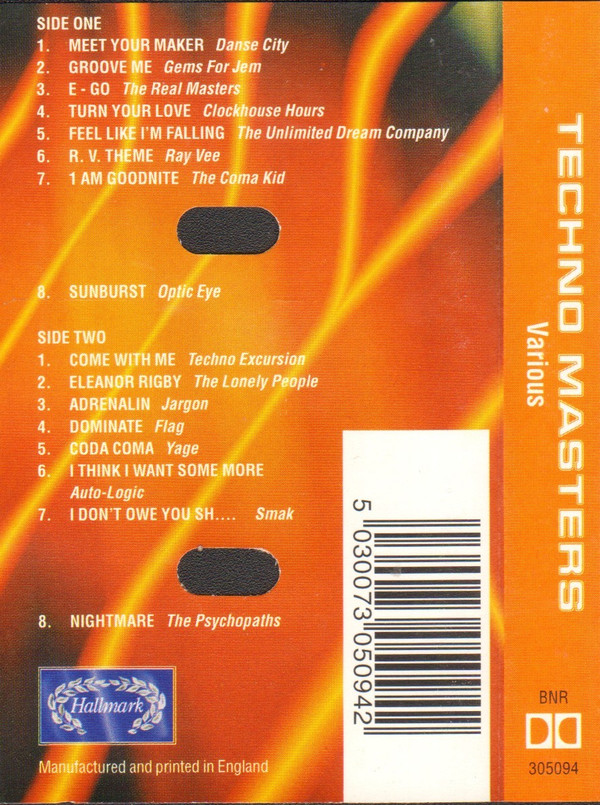 SIDE ONE
1. MEET YOUR MAKER Danse City
2. GROOVE ME Gems For Jem
3. E - GO The Real Masters
4. TURN YOUR LOVE Clockhouse Hours
5. FEEL LIKE I'M FALLING The Unlimited Dream Company
6. R. V. THEME Ray Vee
7. 1 AM GOODNITE The Coma Kid
8. SUNBURST Optic Eye
SIDE TWO
1. COME WITH ME Techno Excursion
2. ELEANOR RIGBY The Lonely People
3. ADRENALIN Jargon
4. DOMINATE Flag
5. CODA COMA Yage
6. I THINK I WANT SOME MORE
Auto-Logic
7. I DON'T OWE YOU SH.... Smak
8. NIGHTMARE The Psychopaths
Hallmark
Manufactured and printed in England
5 030073 050942
TECHNO MASTERS
Various
BNR
305094